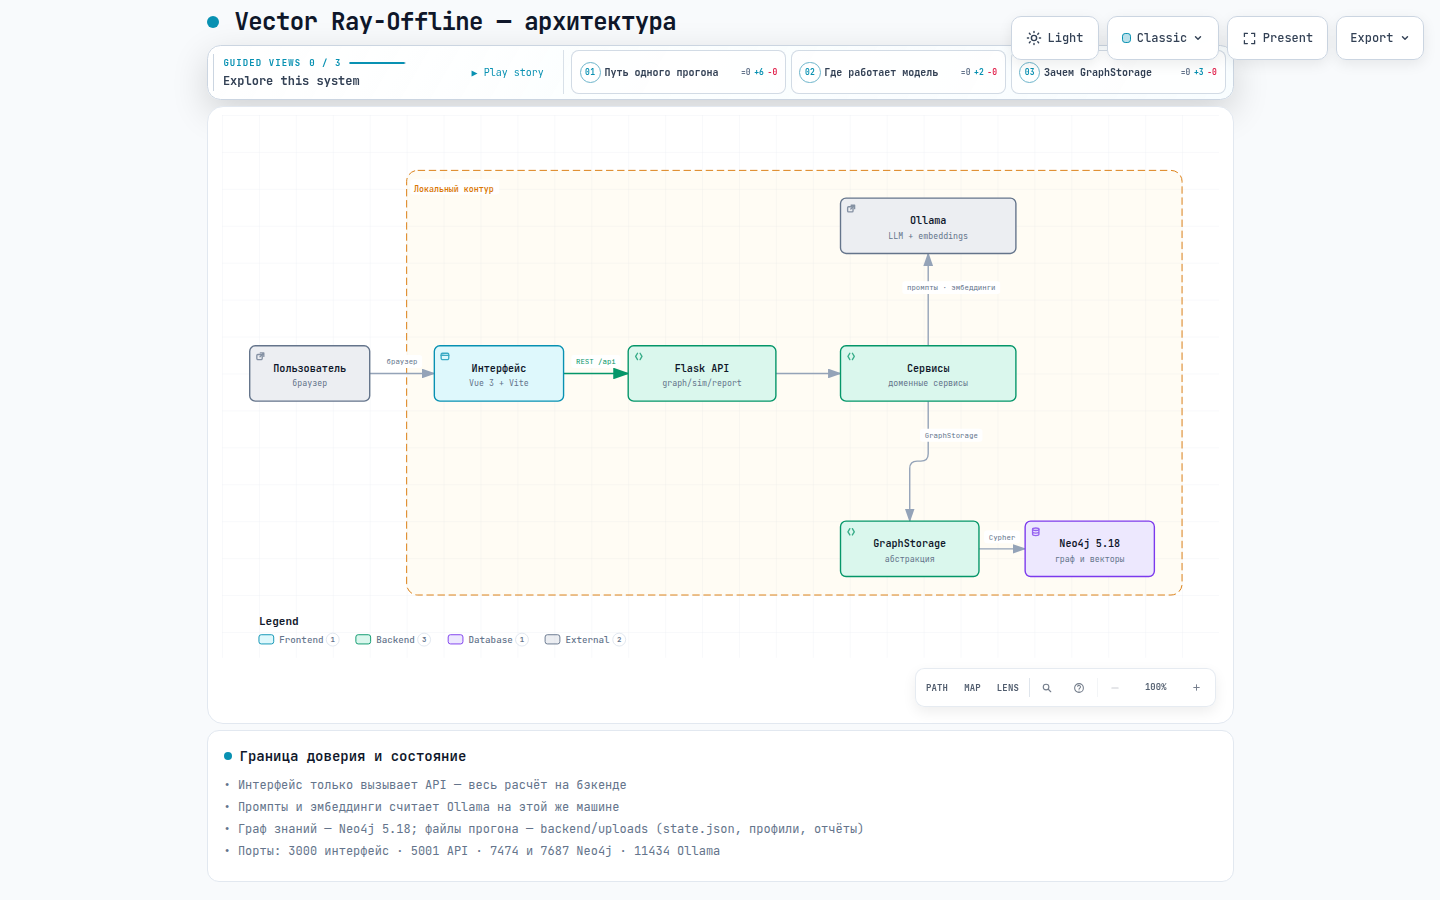 Vector Ray-Offline — архитектура
Light
Classic
Present
Export
GUIDED VIEWS 0 / 3
Explore this system
▶ Play story
01 Путь одного прогона =0 +6 -0
02 Где работает модель =0 +2 -0
03 Зачем GraphStorage =0 +3 -0
Локальный контур
Ollama
LLM + embeddings
промпты · эмбеддинги
Пользователь
браузер
браузер
Интерфейс
Vue 3 + Vite
REST /api
Flask API
graph/sim/report
Сервисы
доменные сервисы
GraphStorage
GraphStorage
абстракция
Cypher
Neo4j 5.18
граф и векторы
Legend
Frontend 1
Backend 3
Database 1
External 2
PATH MAP LENS − 100% +
Граница доверия и состояние
• Интерфейс только вызывает API — весь расчёт на бэкенде
• Промпты и эмбеддинги считает Ollama на этой же машине
• Граф знаний — Neo4j 5.18; файлы прогона — backend/uploads (state.json, профили, отчёты)
• Порты: 3000 интерфейс · 5001 API · 7474 и 7687 Neo4j · 11434 Ollama